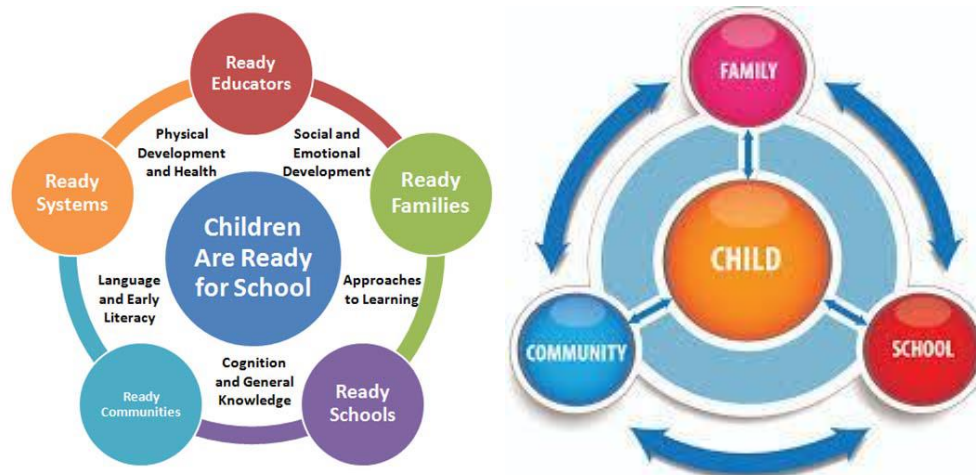 Ready
Educators
Physical
Development
and Health
Social and
Emotional
Development
Ready
Systems
Ready
Families
Children
Are Ready
for School
Language
and Early
Literacy
Approaches
to Learning
Cognition
and General
Knowledge
Ready
Communities
Ready
Schools
FAMILY
CHILD
COMMUNITY
SCHOOL